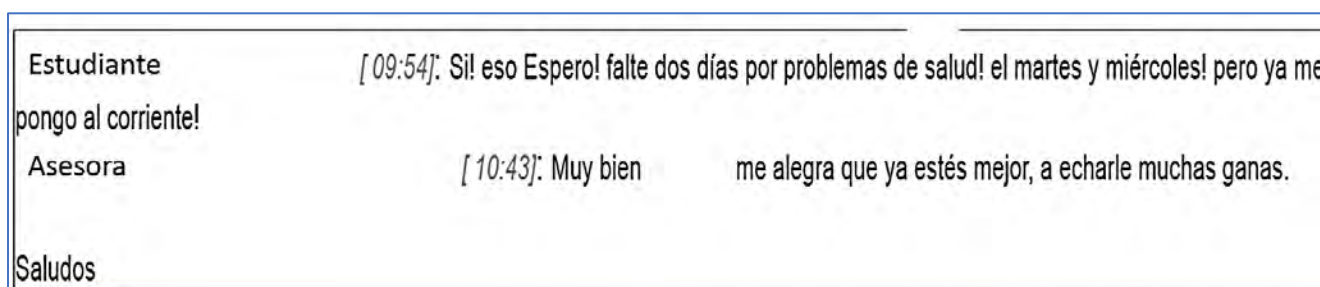 Estudiante [09:54]: Si! eso Espero! falte dos días por problemas de salud! el martes y miércoles! pero ya me
pongo al corriente!
Asesora [10:43]: Muy bien me alegra que ya estés mejor, a echarle muchas ganas.
Saludos